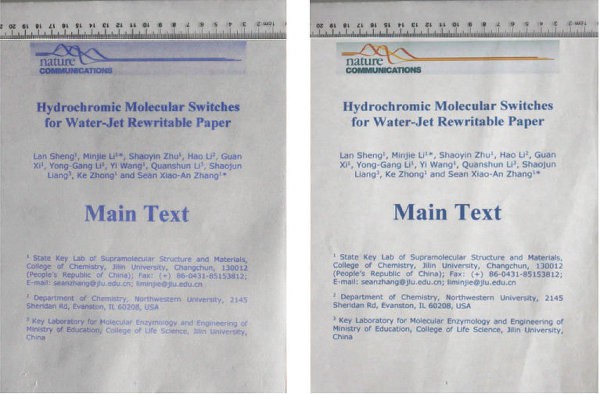 nature
COMMUNICATIONS
Hydrochromic Molecular Switches
for Water-Jet Rewritable Paper
Lan Sheng¹, Minjie Li¹*, Shaoyin Zhu¹, Hao Li², Guan
Xi¹, Yong-Gang Li¹, Yi Wang¹, Quanshun Li³, Shaojun
Liang³, Ke Zhong¹ and Sean Xiao-An Zhang¹*
Main Text
¹ State Key Lab of Supramolecular Structure and Materials,
College of Chemistry, Jilin University, Changchun, 130012
(People's Republic of China); Fax: (+) 86-0431-85153812;
E-mail: seanzhang@jlu.edu.cn; liminjie@jlu.edu.cn
² Department of Chemistry, Northwestern University, 2145
Sheridan Rd, Evanston, IL 60208, USA
³ Key Laboratory for Molecular Enzymology and Engineering of
Ministry of Education, College of Life Science, Jilin University,
China
nature
COMMUNICATIONS
Hydrochromic Molecular Switches
for Water-Jet Rewritable Paper
Lan Sheng¹, Minjie Li¹*, Shaoyin Zhu¹, Hao Li², Guan
Xi¹, Yong-Gang Li¹, Yi Wang¹, Quanshun Li³, Shaojun
Liang³, Ke Zhong¹ and Sean Xiao-An Zhang¹*
Main Text
¹ State Key Lab of Supramolecular Structure and Materials,
College of Chemistry, Jilin University, Changchun, 130012
(People's Republic of China); Fax: (+) 86-0431-85153812;
E-mail: seanzhang@jlu.edu.cn; liminjie@jlu.edu.cn
² Department of Chemistry, Northwestern University, 2145
Sheridan Rd, Evanston, IL 60208, USA
³ Key Laboratory for Molecular Enzymology and Engineering of
Ministry of Education, College of Life Science, Jilin University,
China